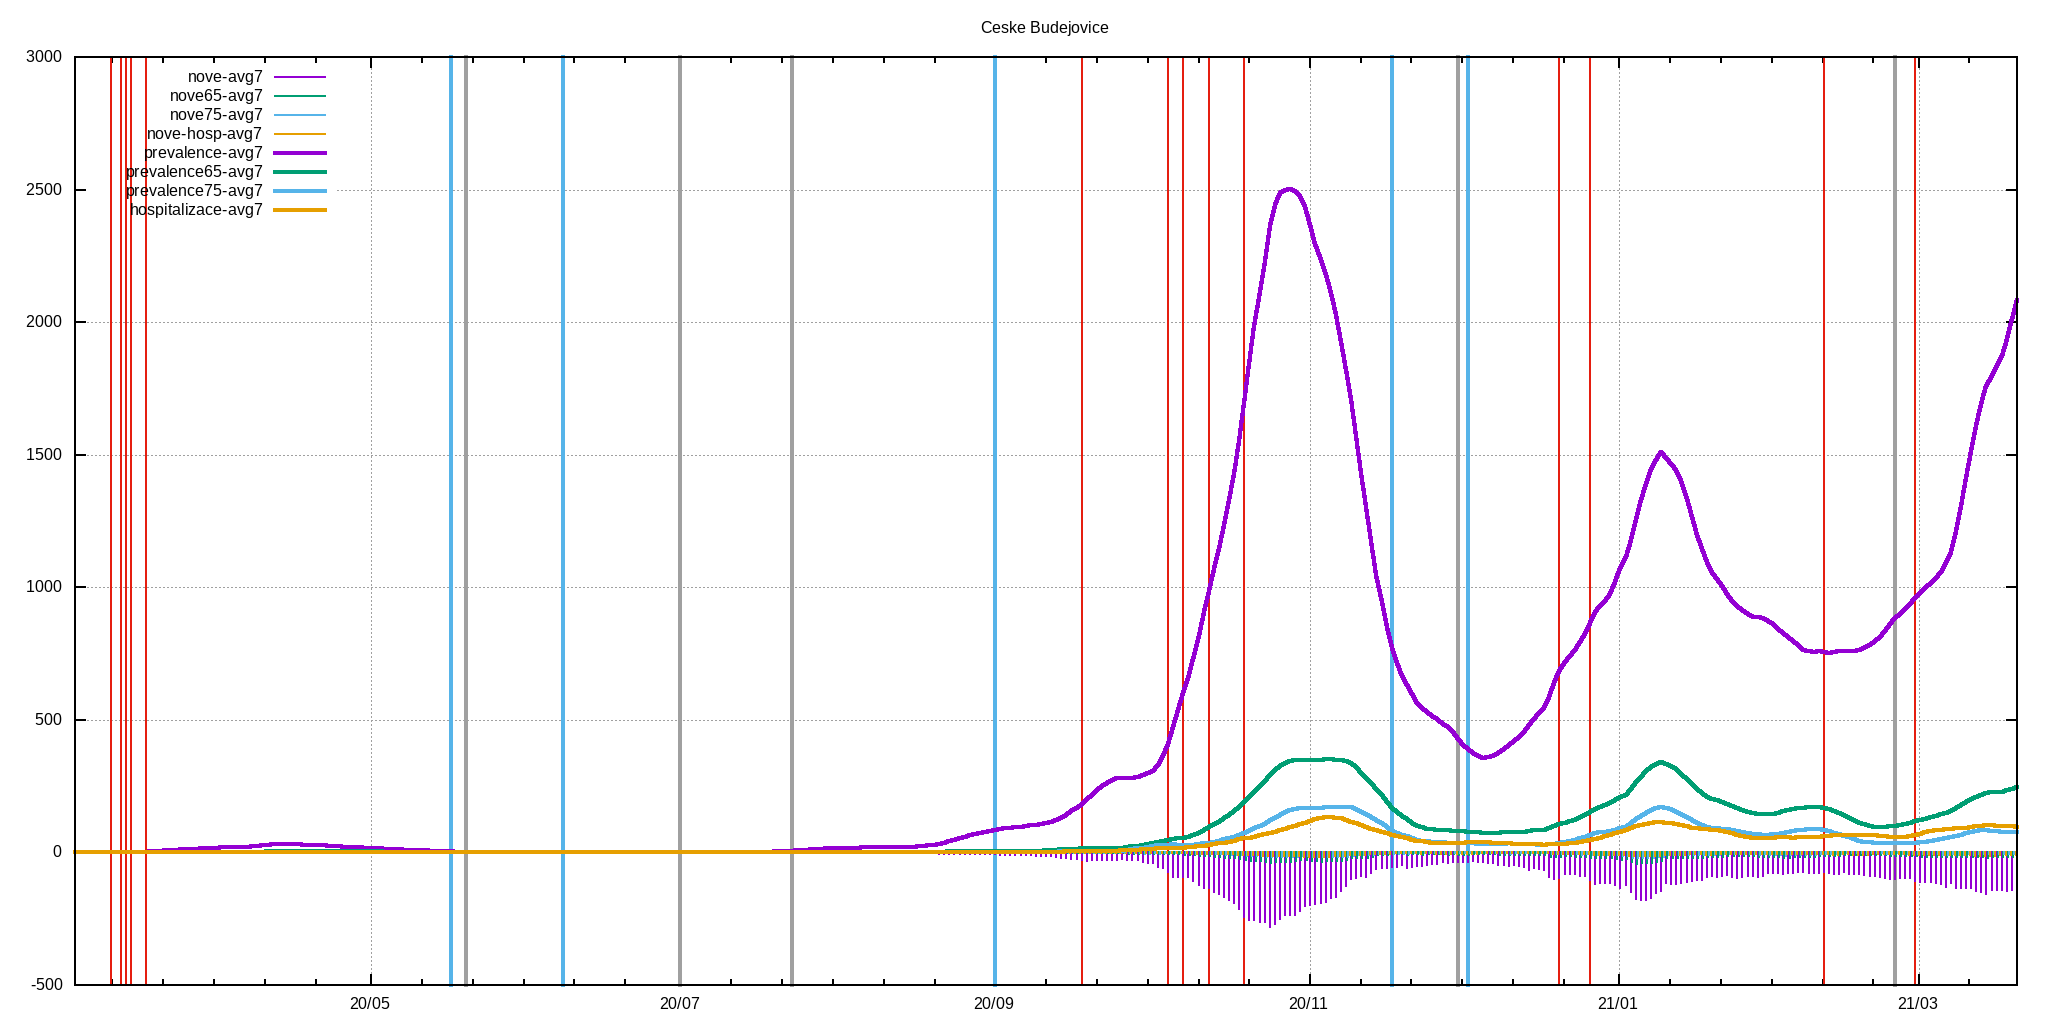 Ceske Budejovice
3000
2500
2000
1500
1000
500
0
-500
nove-avg7
nove65-avg7
nove75-avg7
nove-hosp-avg7
prevalence-avg7
prevalence65-avg7
prevalence75-avg7
hospitalizace-avg7
20/05 20/07 20/09 20/11 21/01 21/03